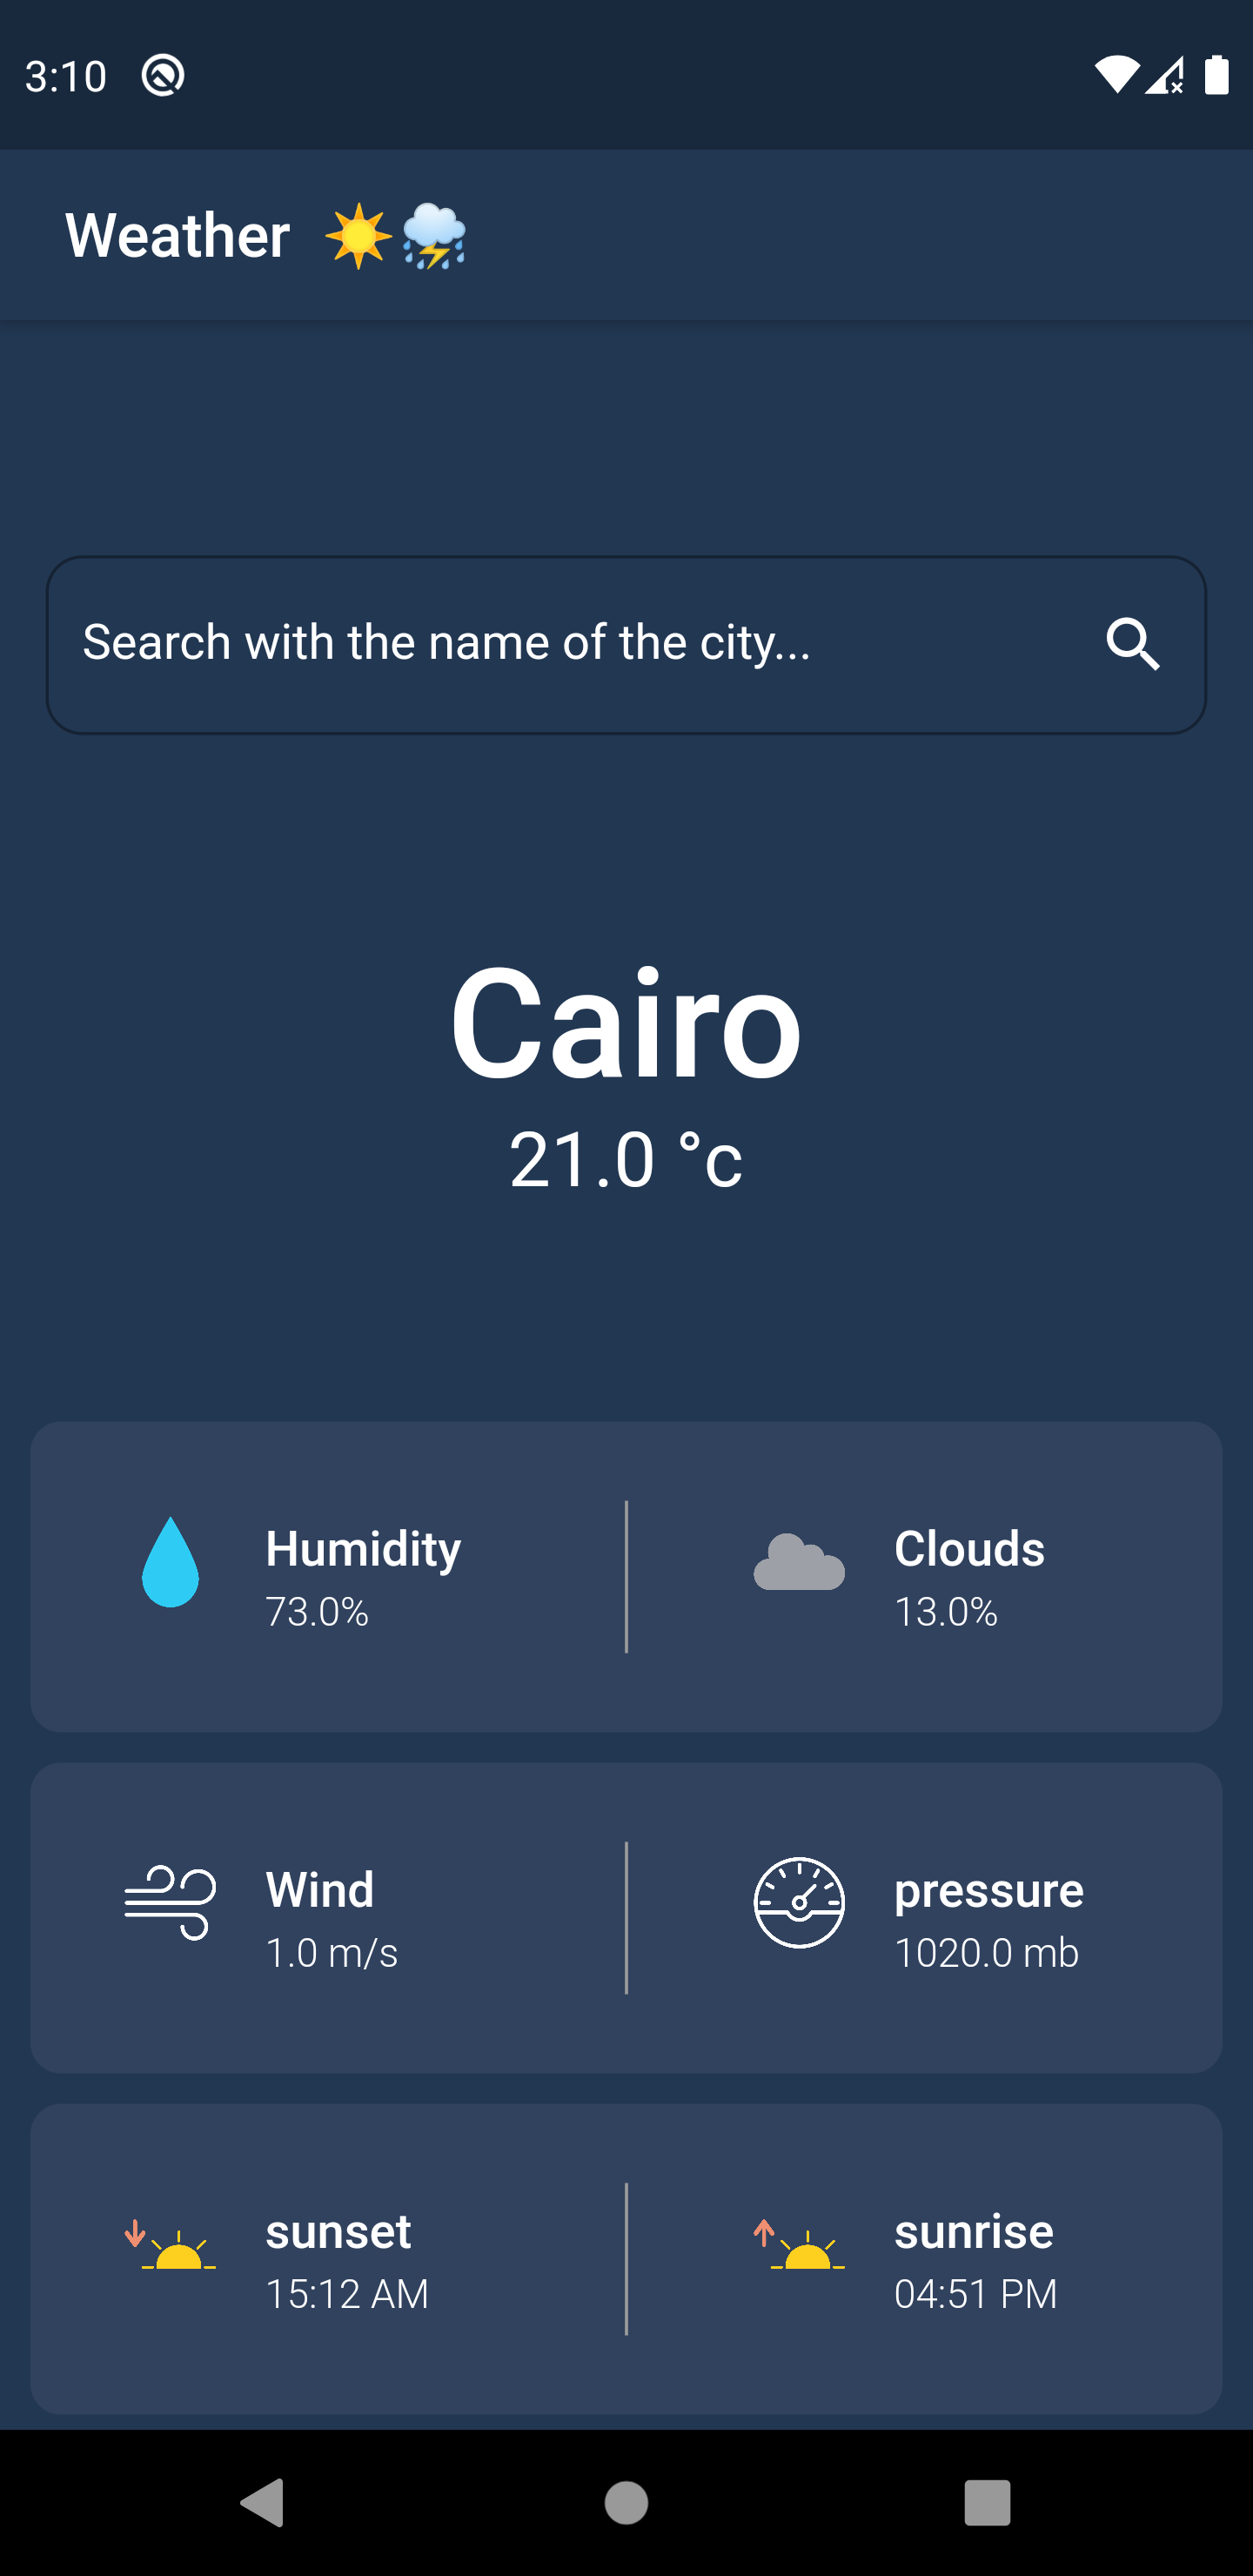 3:10
Weather ☀️⛈️
Search with the name of the city...
Cairo
21.0 °c
Humidity
73.0%
Clouds
13.0%
Wind
1.0 m/s
pressure
1020.0 mb
sunset
15:12 AM
sunrise
04:51 PM